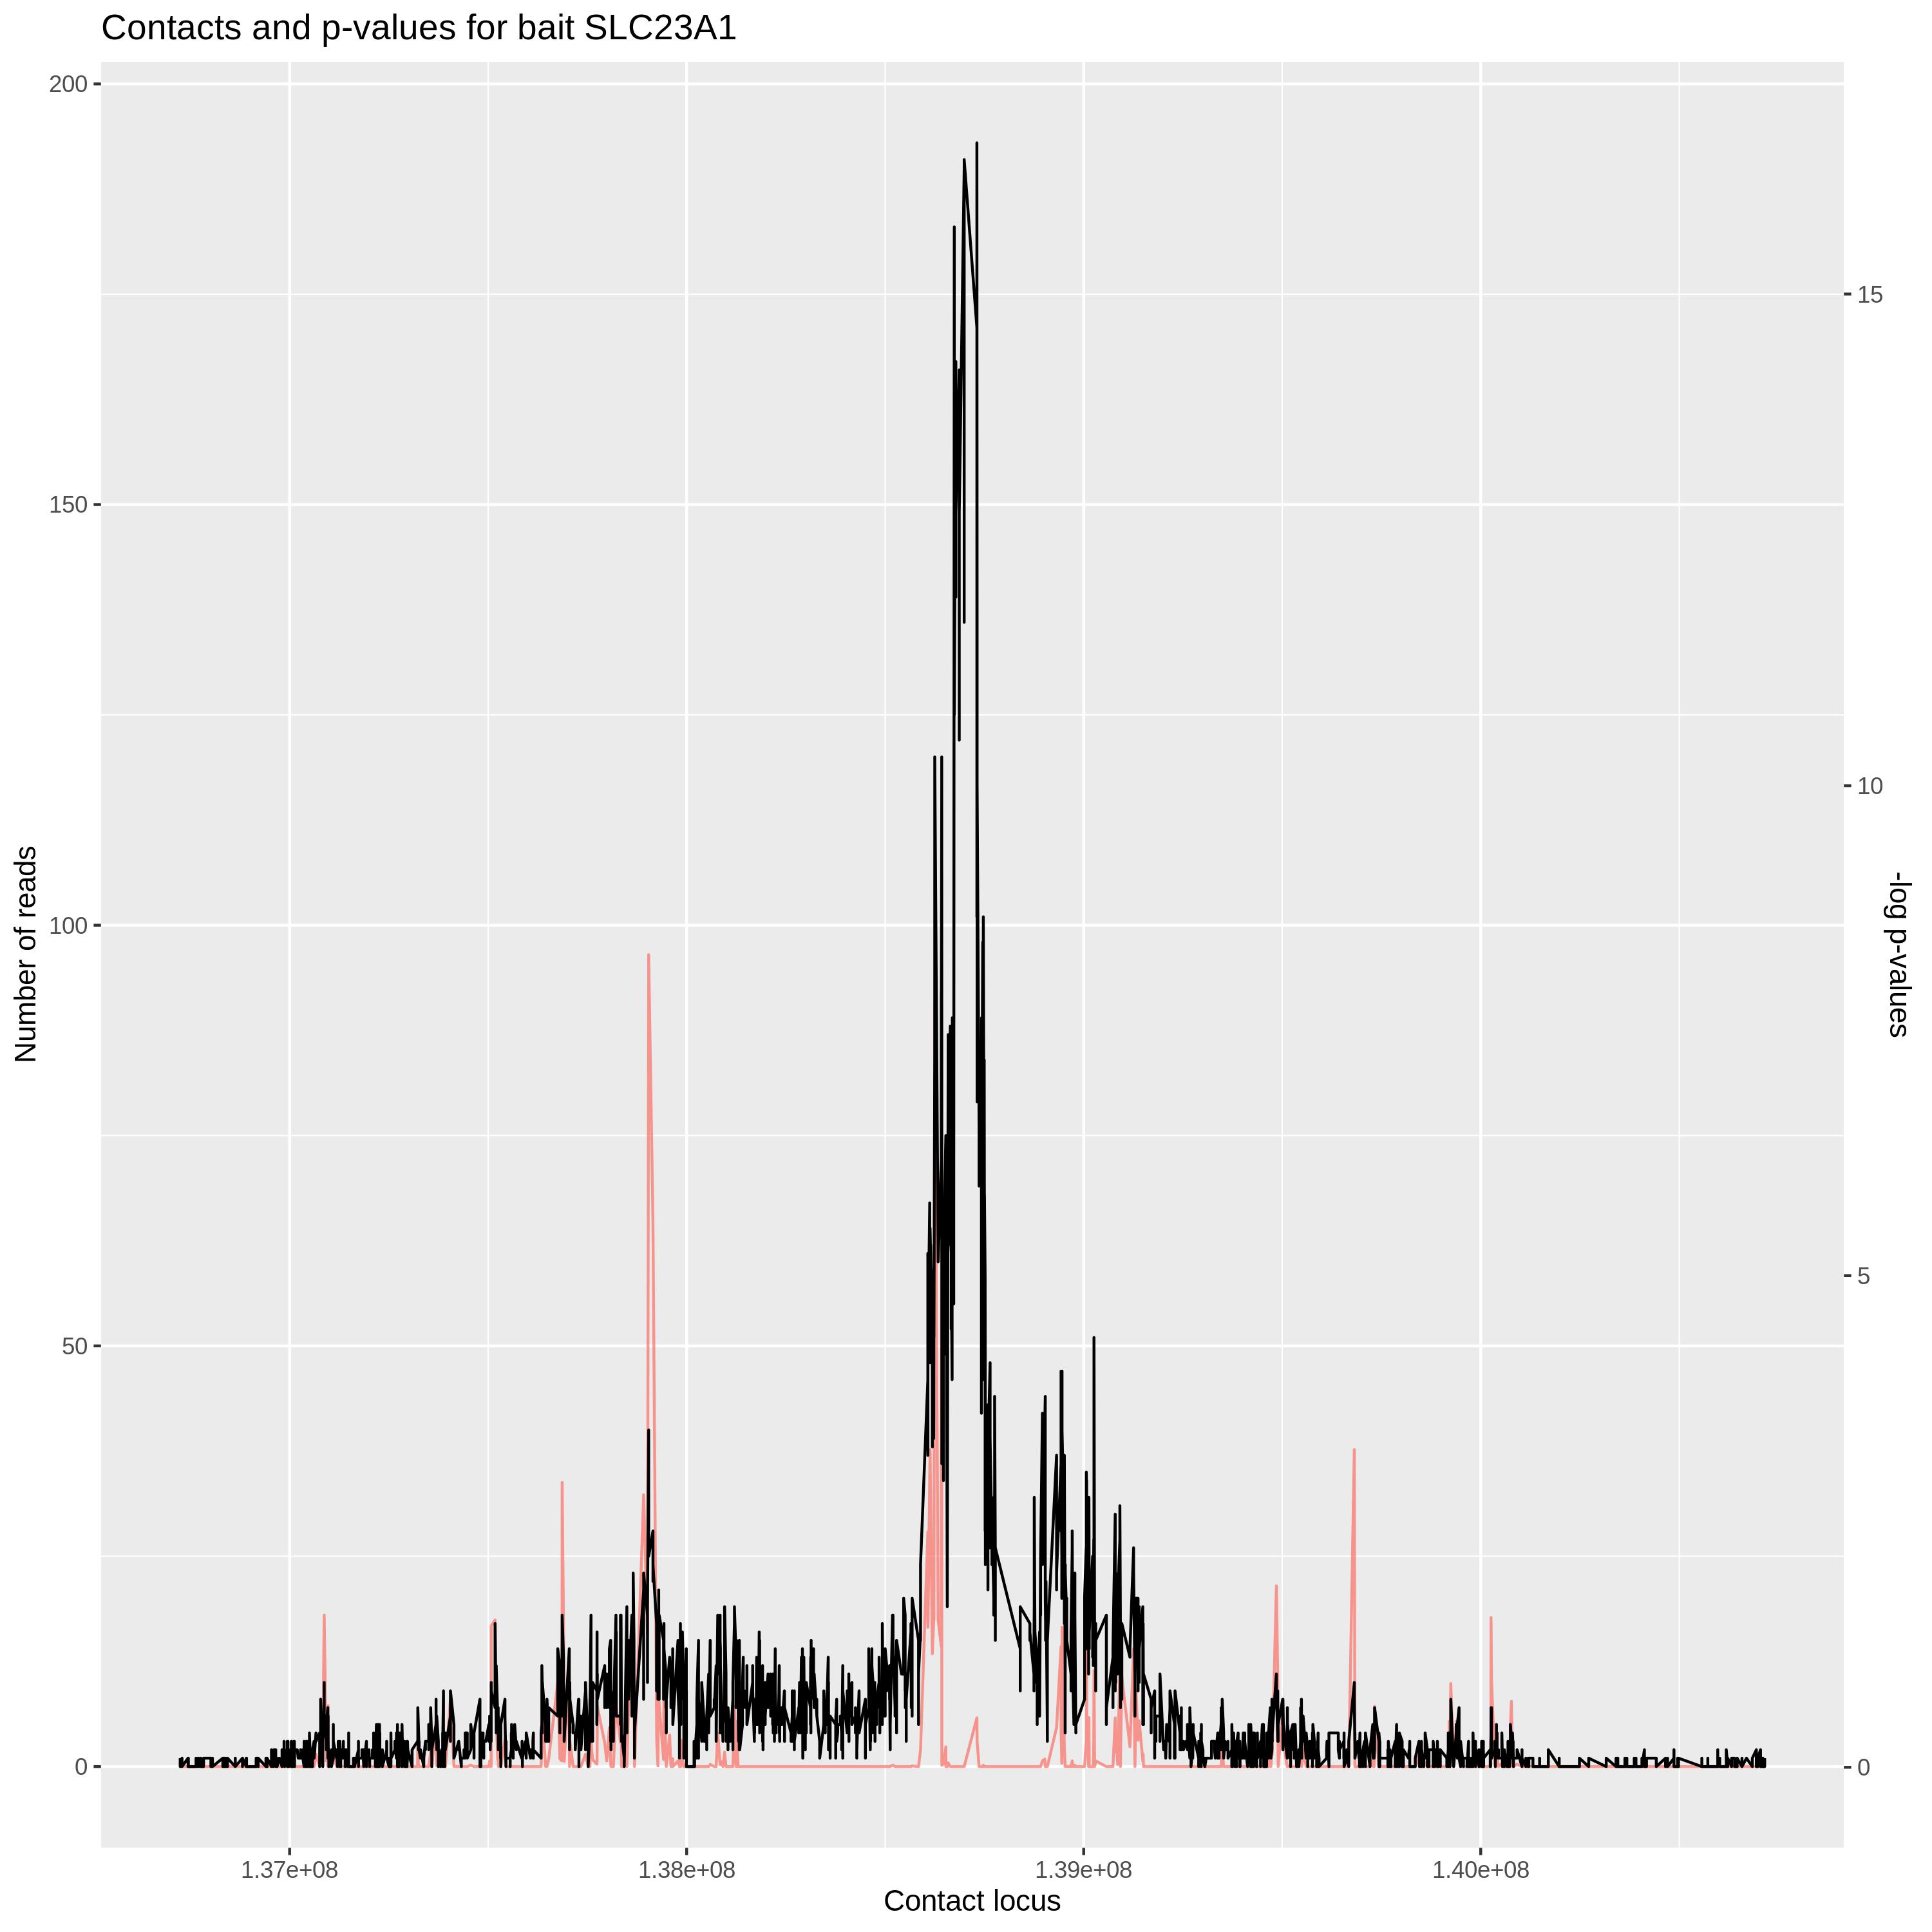 Contacts and p-values for bait SLC23A1
200
150
100
50
0
Number of reads
15
10
5
0
-log p-values
1.37e+08
1.38e+08
1.39e+08
1.40e+08
Contact locus